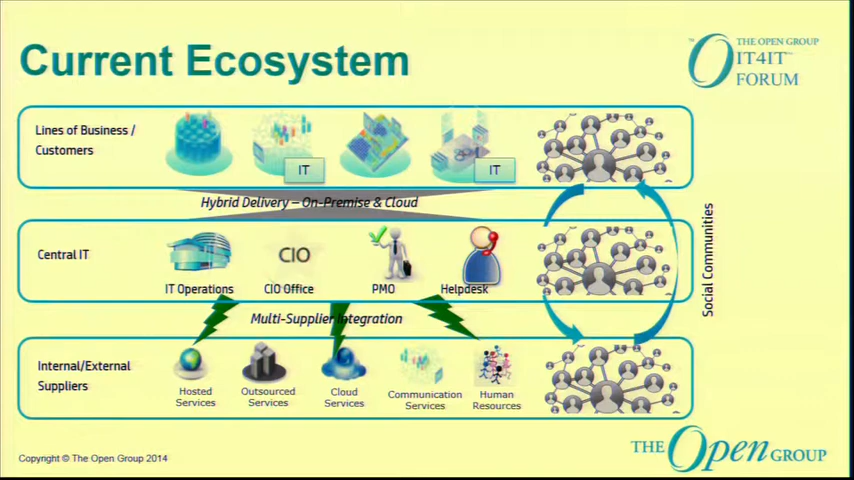 Current Ecosystem
™ THE OPEN GROUP
IT4IT™
FORUM
Lines of Business /
Customers
IT
IT
Hybrid Delivery – On-Premise & Cloud
Central IT
CIO
IT Operations
CIO Office
PMO
Helpdesk
Social Communities
Multi-Supplier Integration
Internal/External
Suppliers
Hosted
Services
Outsourced
Services
Cloud
Services
Communication
Services
Human
Resources
Copyright © The Open Group 2014
THE Open GROUP